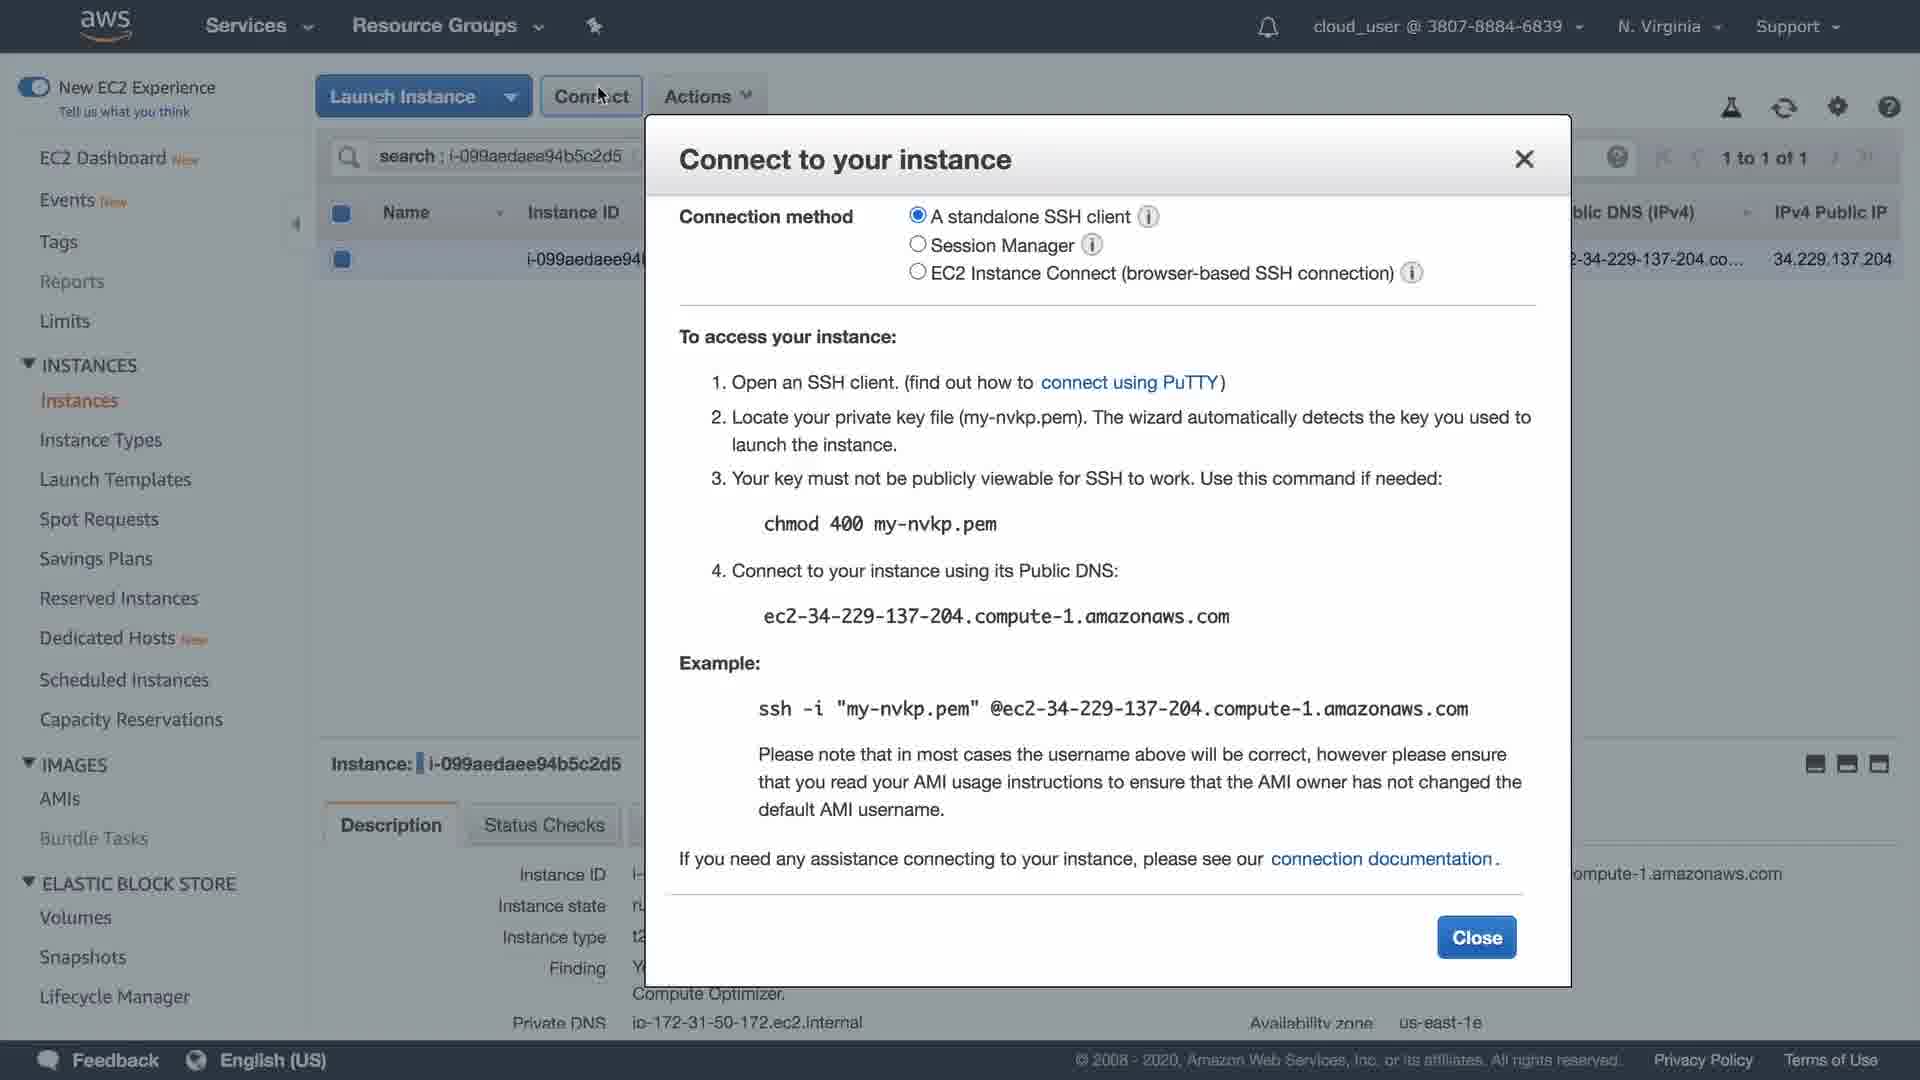 aws
Services
Resource Groups
cloud_user @ 3807-8884-6839
N. Virginia
Support
New EC2 Experience
Tell us what you think
EC2 Dashboard New
Events New
Tags
Reports
Limits
INSTANCES
Instances
Instance Types
Launch Templates
Spot Requests
Savings Plans
Reserved Instances
Dedicated Hosts New
Scheduled Instances
Capacity Reservations
IMAGES
AMIs
Bundle Tasks
ELASTIC BLOCK STORE
Volumes
Snapshots
Lifecycle Manager
Launch Instance
Connect
Actions
search : i-099aedaee94b5c2d5
1 to 1 of 1
Name
Instance ID
blic DNS (IPv4)
IPv4 Public IP
i-099aedaee94
2-34-229-137-204.co...
34.229.137.204
Connect to your instance
Connection method
A standalone SSH client
Session Manager
EC2 Instance Connect (browser-based SSH connection)
To access your instance:
1. Open an SSH client. (find out how to connect using PuTTY)
2. Locate your private key file (my-nvkp.pem). The wizard automatically detects the key you used to
launch the instance.
3. Your key must not be publicly viewable for SSH to work. Use this command if needed:
chmod 400 my-nvkp.pem
4. Connect to your instance using its Public DNS:
ec2-34-229-137-204.compute-1.amazonaws.com
Example:
ssh -i "my-nvkp.pem" @ec2-34-229-137-204.compute-1.amazonaws.com
Please note that in most cases the username above will be correct, however please ensure
that you read your AMI usage instructions to ensure that the AMI owner has not changed the
default AMI username.
If you need any assistance connecting to your instance, please see our connection documentation.
Close
Instance: i-099aedaee94b5c2d5
Description
Status Checks
Instance ID i-
Instance state
Instance type t2
Finding
Compute Optimizer.
Private DNS ip-172-31-50-172.ec2.internal
ompute-1.amazonaws.com
Availability zone us-east-1e
Feedback
English (US)
© 2008 - 2020, Amazon Web Services, Inc. or its affiliates. All rights reserved.
Privacy Policy
Terms of Use